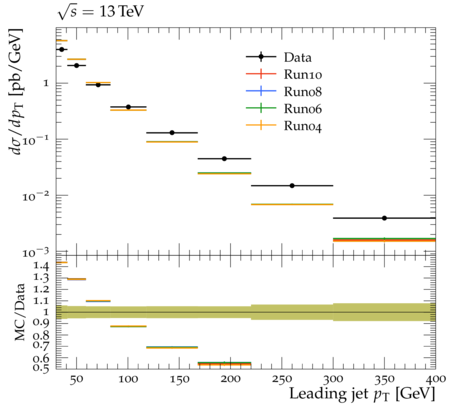 √s = 13 TeV
dσ/dpT [pb/GeV]
1
10⁻¹
10⁻²
10⁻³
Data
Run10
Run08
Run06
Run04
MC/Data
1.4
1.3
1.2
1.1
1
0.9
0.8
0.7
0.6
0.5
50 100 150 200 250 300 350 400
Leading jet pT [GeV]